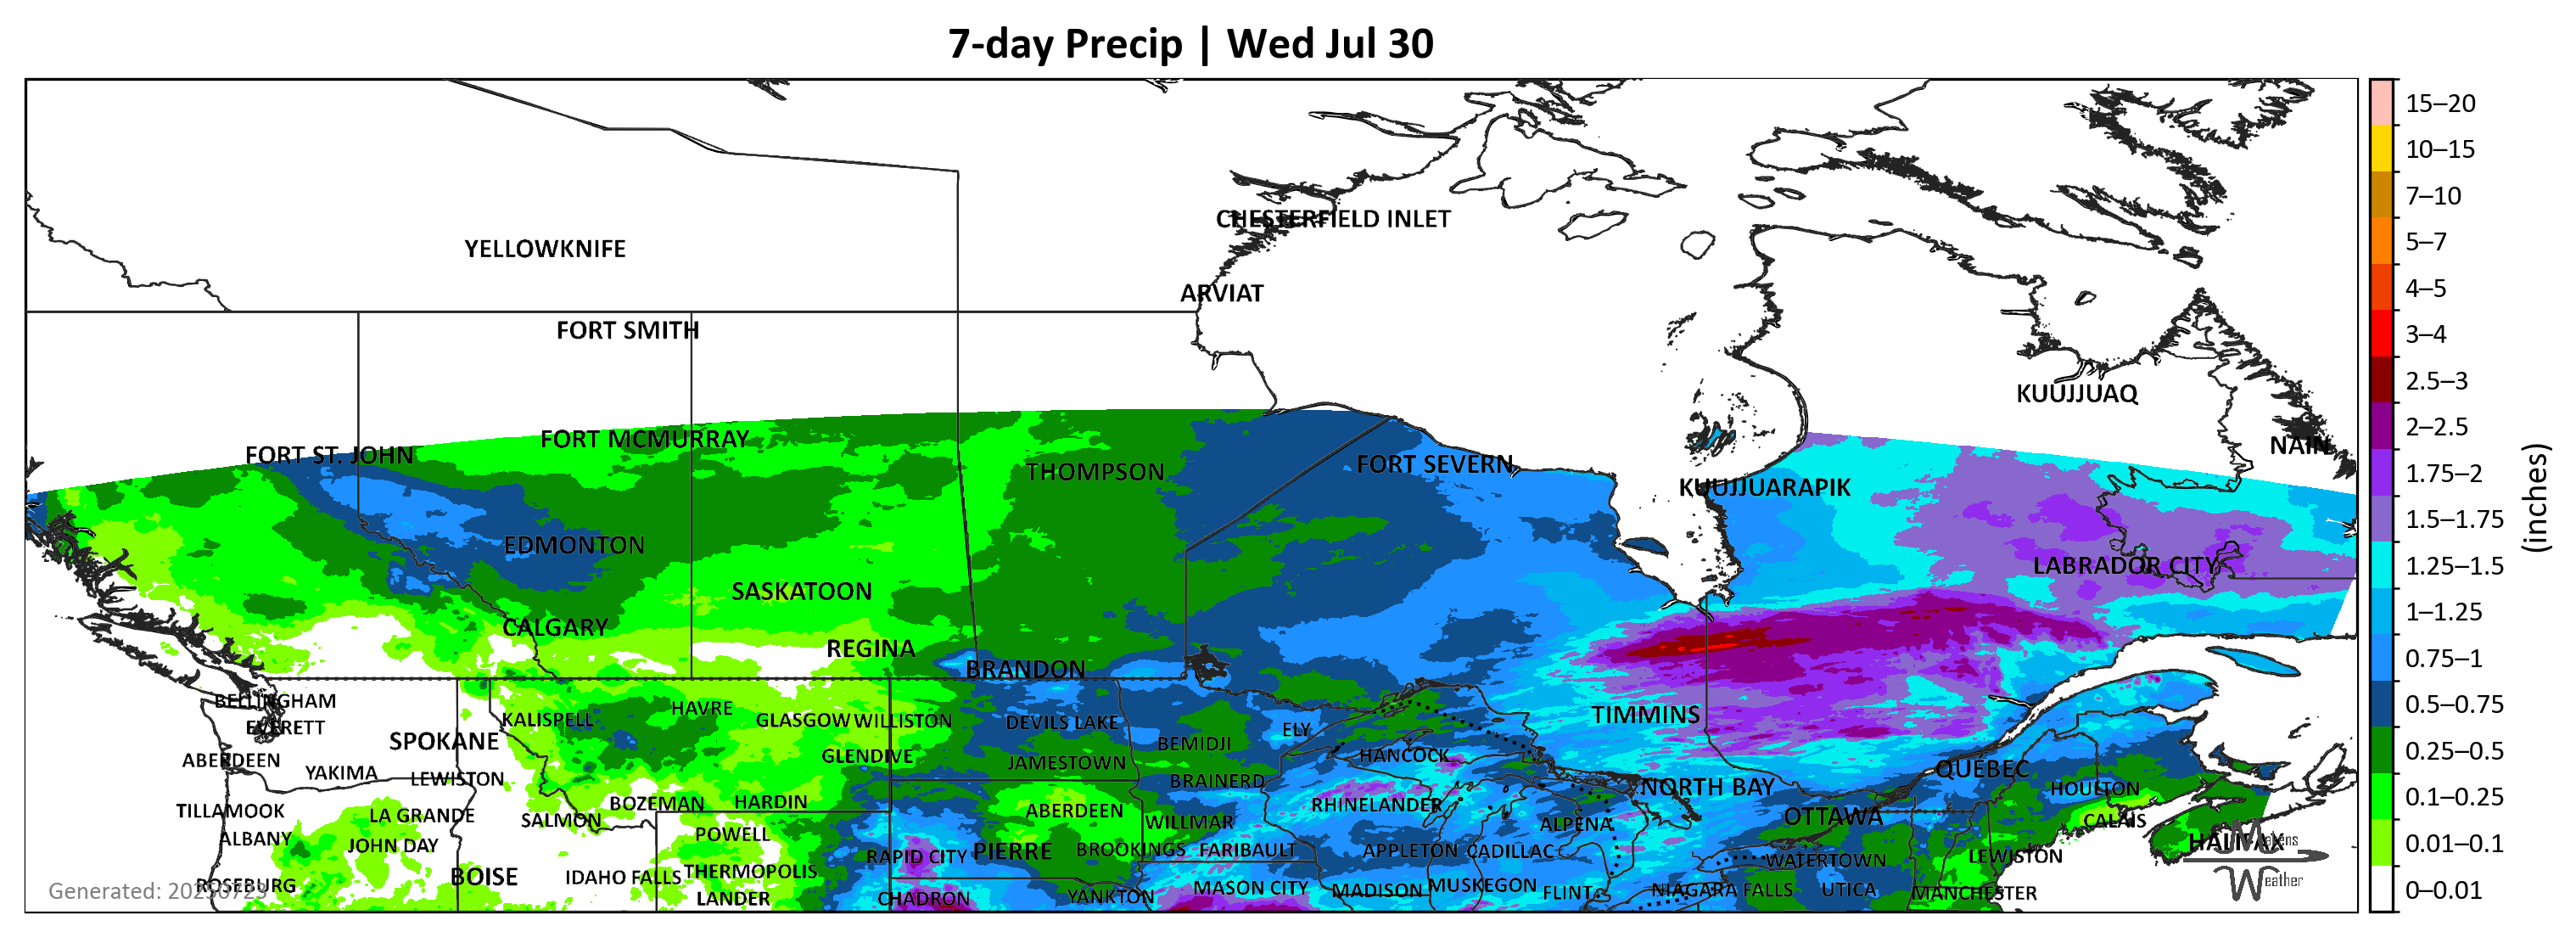 7-day Precip | Wed Jul 30
CHESTERFIELD INLET
YELLOWKNIFE
ARVIAT
FORT SMITH
KUUJJUAQ
FORT MCMURRAY
NAIN
FORT ST. JOHN
THOMPSON
FORT SEVERN
KUUJJUARAPIK
EDMONTON
LABRADOR CITY
SASKATOON
CALGARY
REGINA
BRANDON
BELLINGHAM
KALISPELL
HAVRE
GLASGOW
WILLISTON
DEVILS LAKE
TIMMINS
EVERETT
ELY
SPOKANE
BEMIDJI
ABERDEEN
GLENDIVE
JAMESTOWN
HANCOCK
QUÉBEC
YAKIMA
LEWISTON
BRAINERD
NORTH BAY
HOULTON
TILLAMOOK
LA GRANDE
BOZEMAN
HARDIN
ABERDEEN
RHINELANDER
OTTAWA
SALMON
WILLMAR
ALPENA
CALAIS
ALBANY
JOHN DAY
POWELL
HALIFAX
RAPID CITY
PIERRE
BROOKINGS
FARIBAULT
APPLETON
CADILLAC
WATERTOWN
LEWISTON
BOISE
IDAHO FALLS
THERMOPOLIS
ROSEBURG
MASON CITY
MADISON
MUSKEGON
FLINT
NIAGARA FALLS
UTICA
MANCHESTER
LANDER
CHADRON
YANKTON
Generated: 20250723
Makens
Weather
15–20
10–15
7–10
5–7
4–5
3–4
2.5–3
2–2.5
1.75–2
1.5–1.75
1.25–1.5
1–1.25
0.75–1
0.5–0.75
0.25–0.5
0.1–0.25
0.01–0.1
0–0.01
(inches)